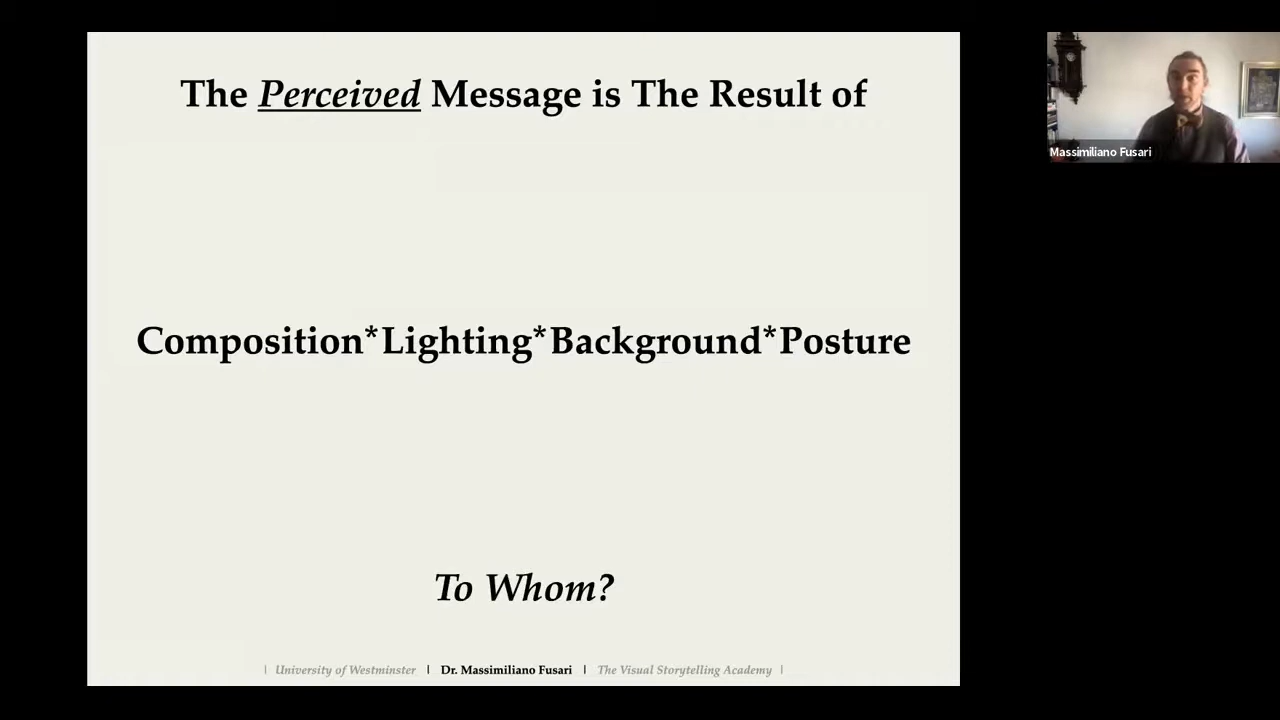 The Perceived Message is The Result of
Composition*Lighting*Background*Posture
To Whom?
| University of Westminster | Dr. Massimiliano Fusari | The Visual Storytelling Academy |
Massimiliano Fusari